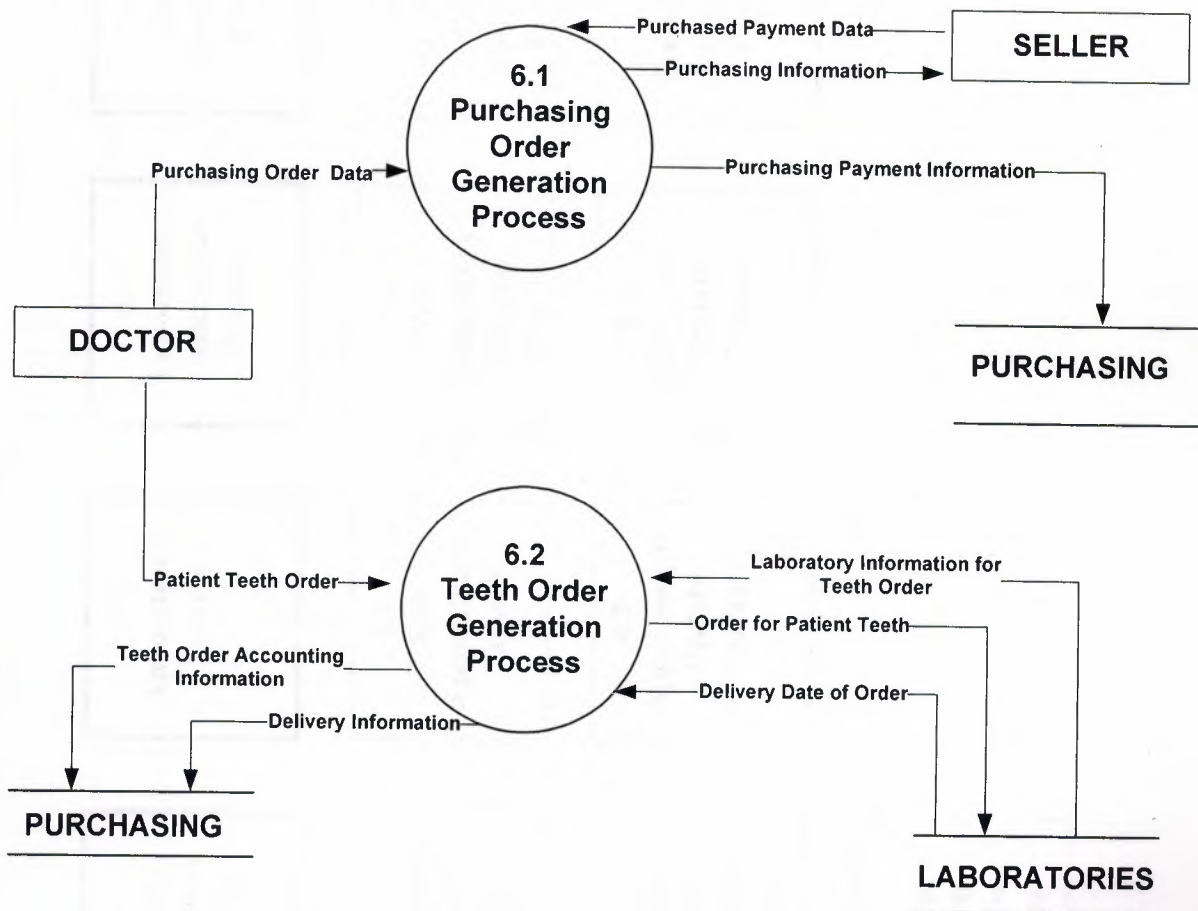 Purchased Payment Data
SELLER
Purchasing Information
6.1
Purchasing
Order
Generation
Process
Purchasing Order Data
Purchasing Payment Information
DOCTOR
PURCHASING
6.2
Teeth Order
Generation
Process
Patient Teeth Order
Laboratory Information for
Teeth Order
Order for Patient Teeth
Teeth Order Accounting
Information
Delivery Date of Order
Delivery Information
PURCHASING
LABORATORIES